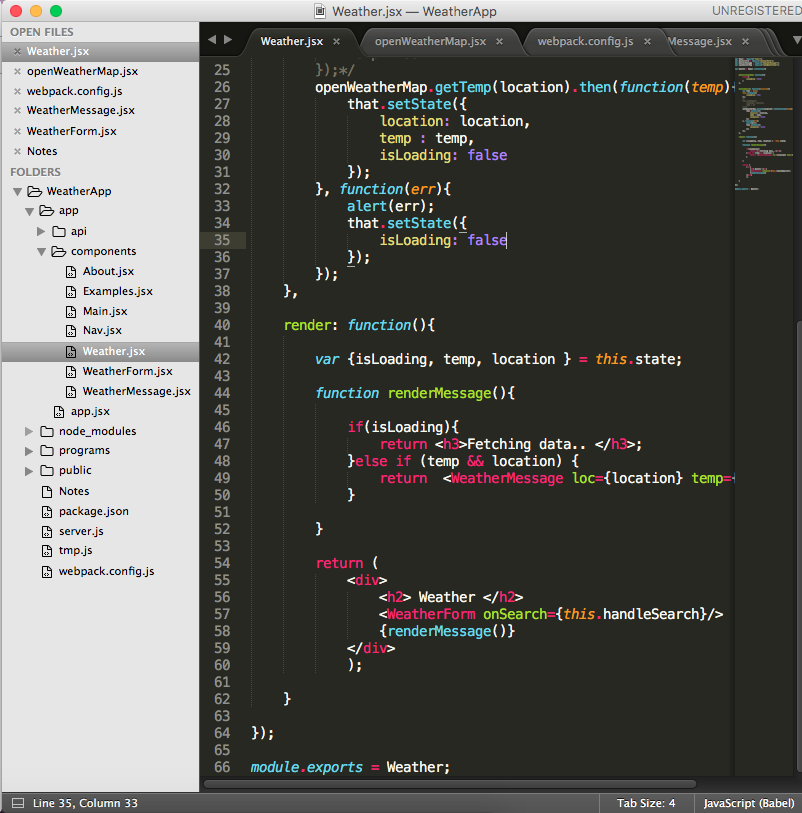 Weather.jsx — WeatherApp
UNREGISTERED
OPEN FILES
× Weather.jsx
× openWeatherMap.jsx
× webpack.config.js
× WeatherMessage.jsx
× WeatherForm.jsx
× Notes
FOLDERS
WeatherApp
app
api
components
About.jsx
Examples.jsx
Main.jsx
Nav.jsx
Weather.jsx
WeatherForm.jsx
WeatherMessage.jsx
app.jsx
node_modules
programs
public
Notes
package.json
server.js
tmp.js
webpack.config.js
Weather.jsx × openWeatherMap.jsx × webpack.config.js × Message.jsx ×
25 });*/
26 openWeatherMap.getTemp(location).then(function(temp){
27 that.setState({
28 location: location,
29 temp : temp,
30 isLoading: false
31 });
32 }, function(err){
33 alert(err);
34 that.setState({
35 isLoading: false
36 });
37 });
38 },
39
40 render: function(){
41
42 var {isLoading, temp, location } = this.state;
43
44 function renderMessage(){
45
46 if(isLoading){
47 return <h3>Fetching data.. </h3>;
48 }else if (temp && location) {
49 return <WeatherMessage loc={location} temp={
50 }
51
52 }
53
54 return (
55 <div>
56 <h2> Weather </h2>
57 <WeatherForm onSearch={this.handleSearch}/>
58 {renderMessage()}
59 </div>
60 );
61
62 }
63
64 });
65
66 module.exports = Weather;
Line 35, Column 33
Tab Size: 4
JavaScript (Babel)